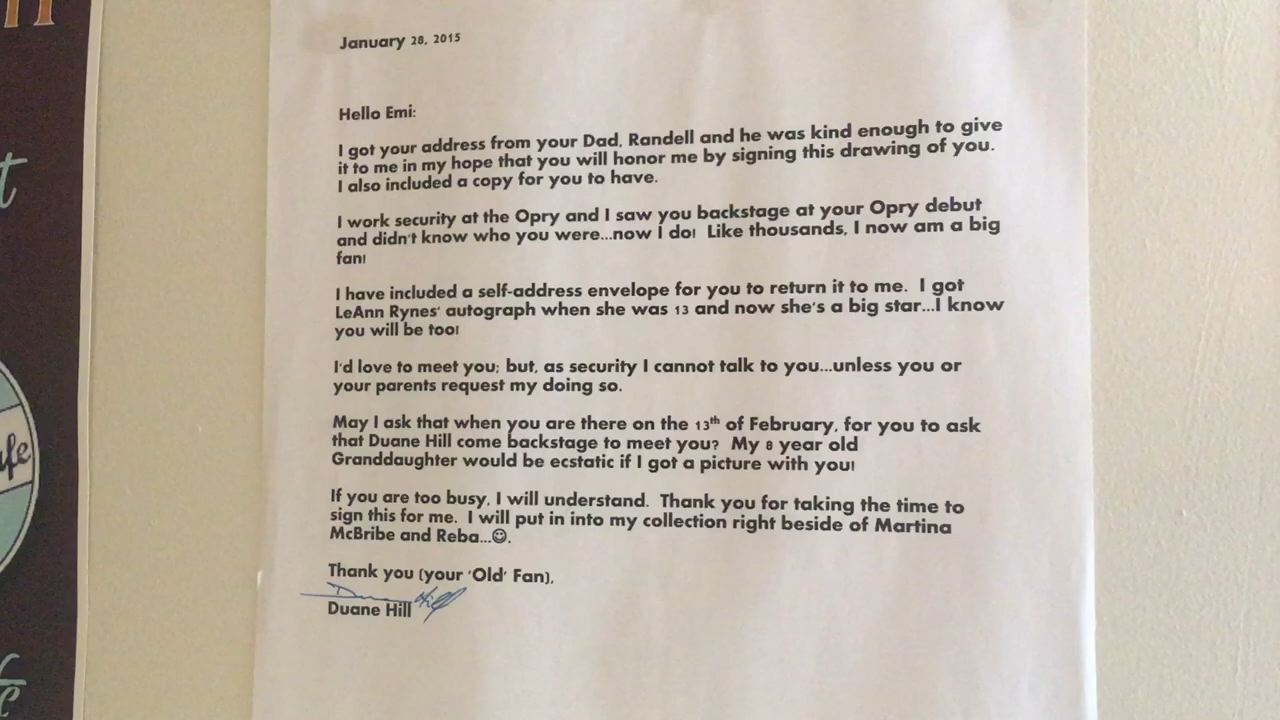 January 28, 2015
Hello Emi:
I got your address from your Dad, Randell and he was kind enough to give
it to me in my hope that you will honor me by signing this drawing of you.
I also included a copy for you to have.
I work security at the Opry and I saw you backstage at your Opry debut
and didn't know who you were...now I do! Like thousands, I now am a big
fan!
I have included a self-address envelope for you to return it to me. I got
LeAnn Rynes' autograph when she was 13 and now she's a big star...I know
you will be too!
I'd love to meet you; but, as security I cannot talk to you...unless you or
your parents request my doing so.
May I ask that when you are there on the 13th of February, for you to ask
that Duane Hill come backstage to meet you? My 8 year old
Granddaughter would be ecstatic if I got a picture with you!
If you are too busy, I will understand. Thank you for taking the time to
sign this for me. I will put in into my collection right beside of Martina
McBribe and Reba...☺.
Thank you (your 'Old' Fan),
Duane Hill
Duane Hill